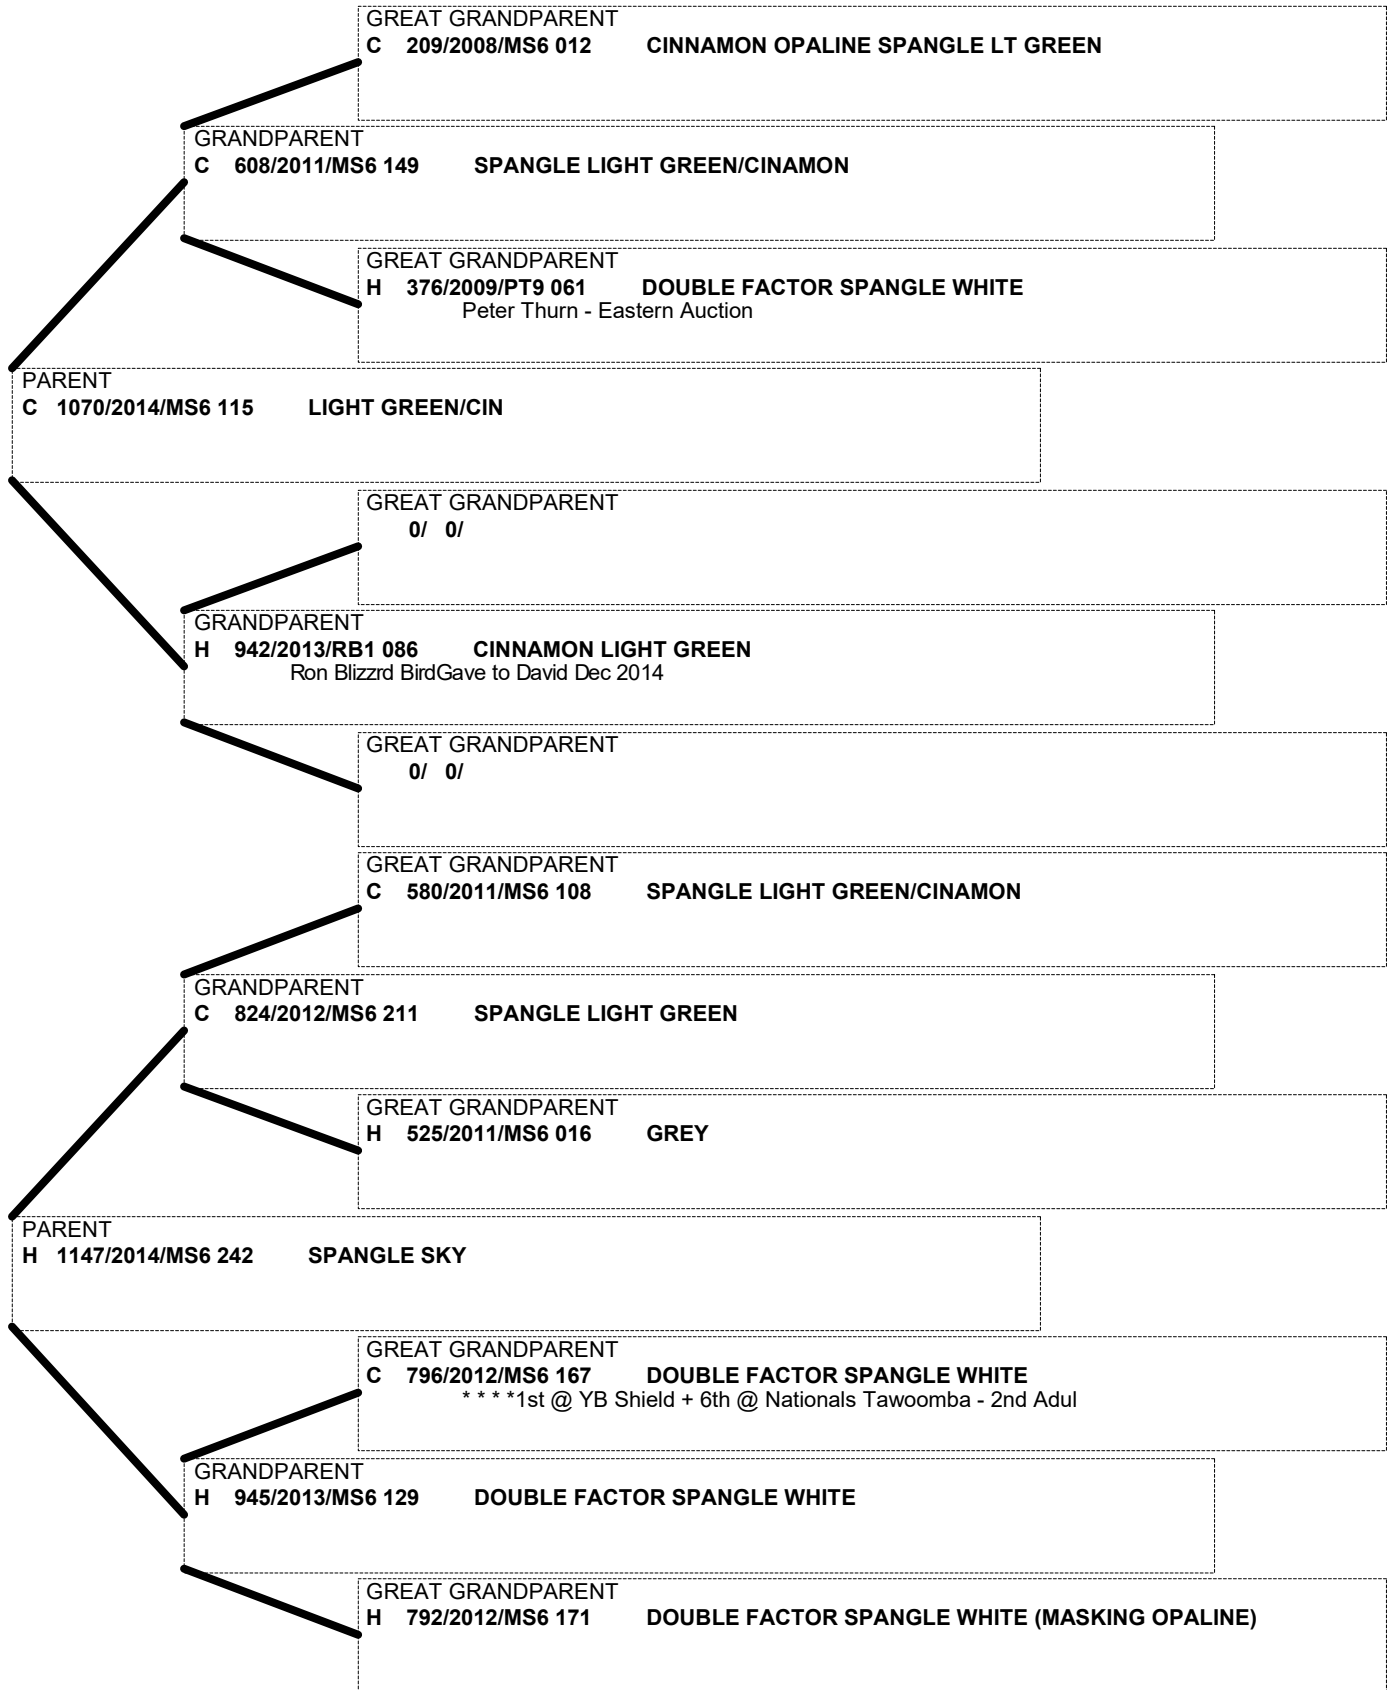 GREAT GRANDPARENT
C 209/2008/MS6 012 CINNAMON OPALINE SPANGLE LT GREEN
GRANDPARENT
C 608/2011/MS6 149 SPANGLE LIGHT GREEN/CINAMON
GREAT GRANDPARENT
H 376/2009/PT9 061 DOUBLE FACTOR SPANGLE WHITE
Peter Thurn - Eastern Auction
PARENT
C 1070/2014/MS6 115 LIGHT GREEN/CIN
GREAT GRANDPARENT
0/ 0/
GRANDPARENT
H 942/2013/RB1 086 CINNAMON LIGHT GREEN
Ron Blizzrd BirdGave to David Dec 2014
GREAT GRANDPARENT
0/ 0/
GREAT GRANDPARENT
C 580/2011/MS6 108 SPANGLE LIGHT GREEN/CINAMON
GRANDPARENT
C 824/2012/MS6 211 SPANGLE LIGHT GREEN
GREAT GRANDPARENT
H 525/2011/MS6 016 GREY
PARENT
H 1147/2014/MS6 242 SPANGLE SKY
GREAT GRANDPARENT
C 796/2012/MS6 167 DOUBLE FACTOR SPANGLE WHITE
* * * *1st @ YB Shield + 6th @ Nationals Tawoomba - 2nd Adul
GRANDPARENT
H 945/2013/MS6 129 DOUBLE FACTOR SPANGLE WHITE
GREAT GRANDPARENT
H 792/2012/MS6 171 DOUBLE FACTOR SPANGLE WHITE (MASKING OPALINE)